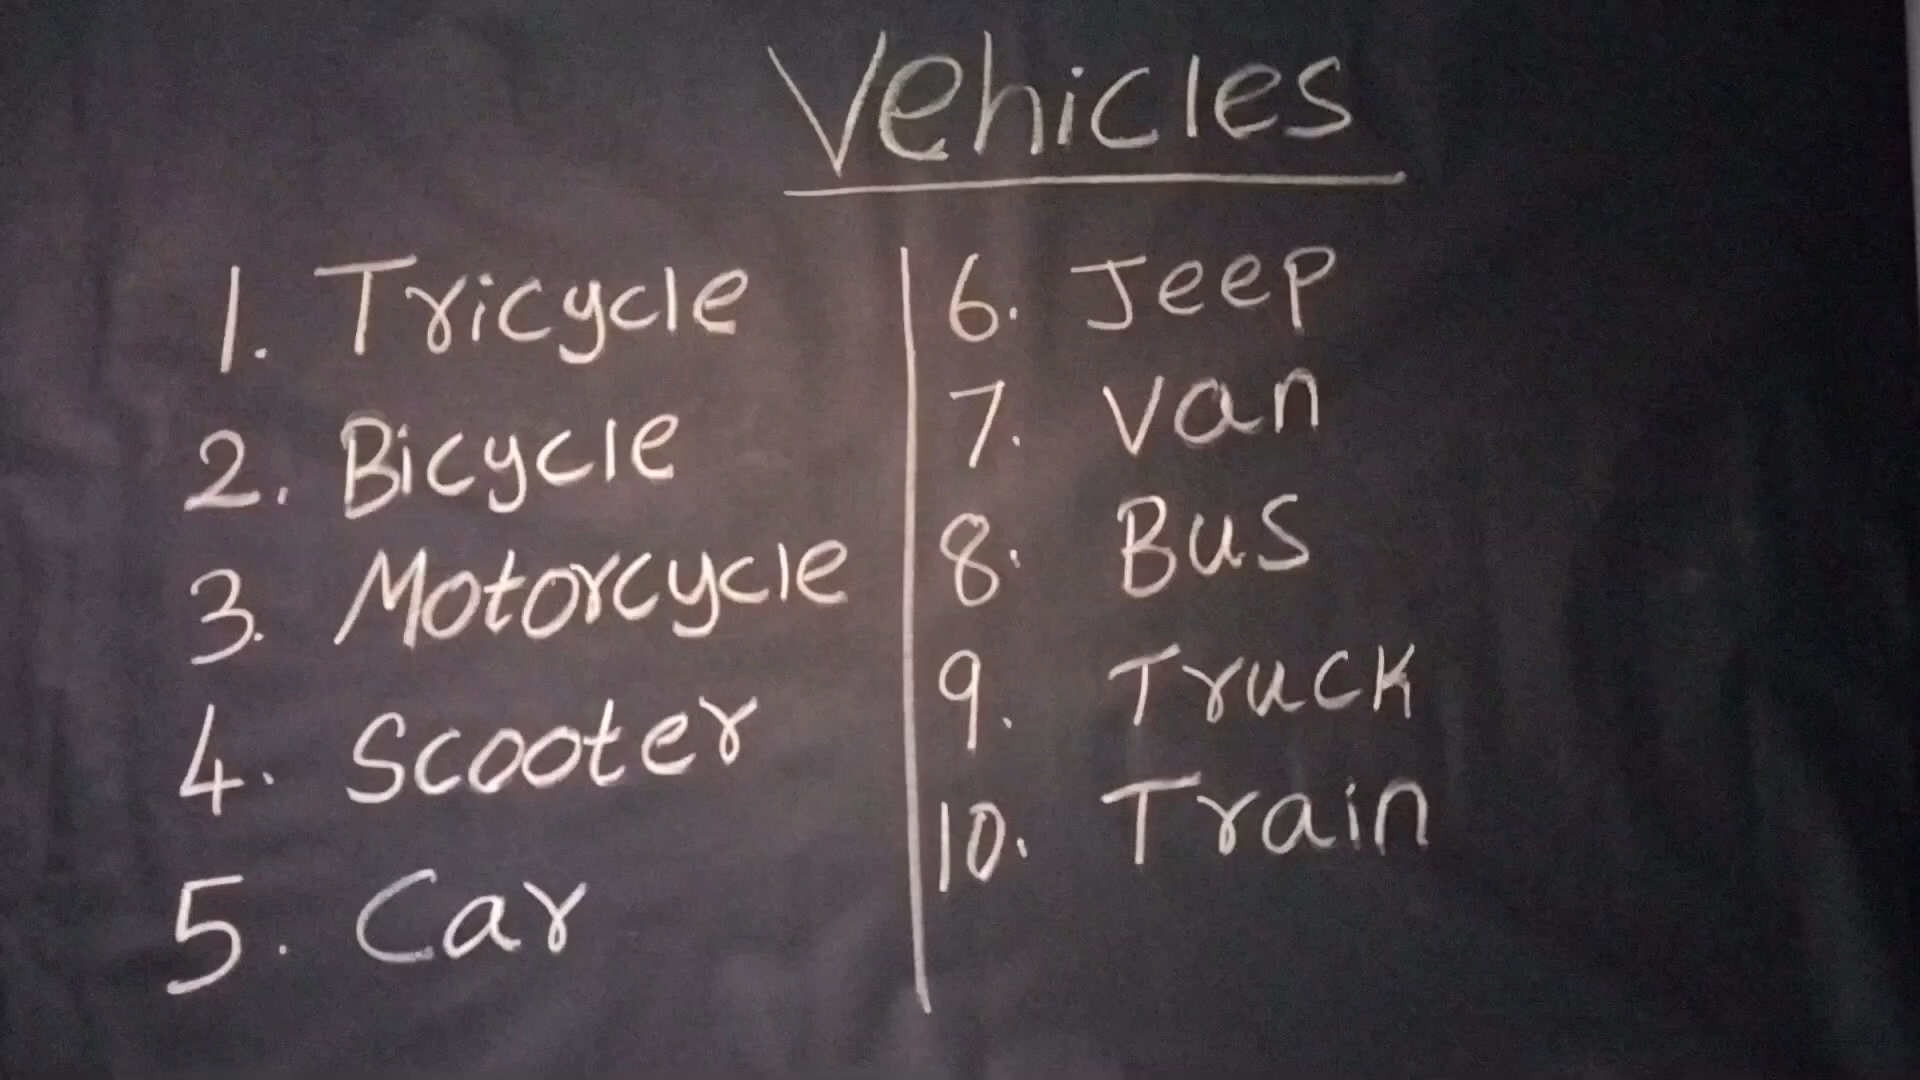 Vehicles
1. Tricycle
2. Bicycle
3. Motorcycle
4. Scooter
5. Car
6. Jeep
7. Van
8. Bus
9. Truck
10. Train